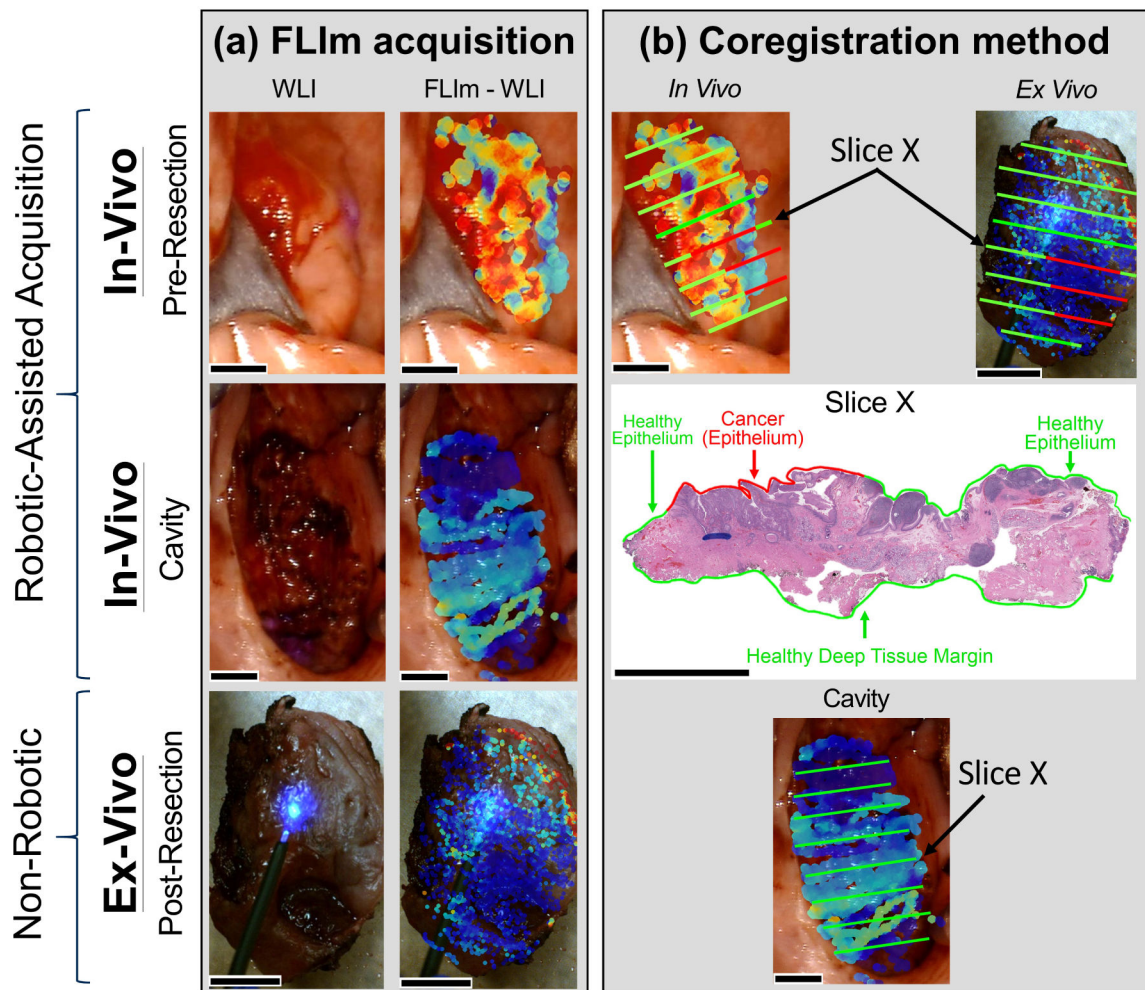 (a) FLIm acquisition
WLI
FLIm - WLI
Robotic-Assisted Acquisition
In-Vivo
Pre-Resection
In-Vivo
Cavity
Non-Robotic
Ex-Vivo
Post-Resection
(b) Coregistration method
In Vivo
Ex Vivo
Slice X
Slice X
Healthy
Epithelium
Cancer
(Epithelium)
Healthy
Epithelium
Healthy Deep Tissue Margin
Cavity
Slice X